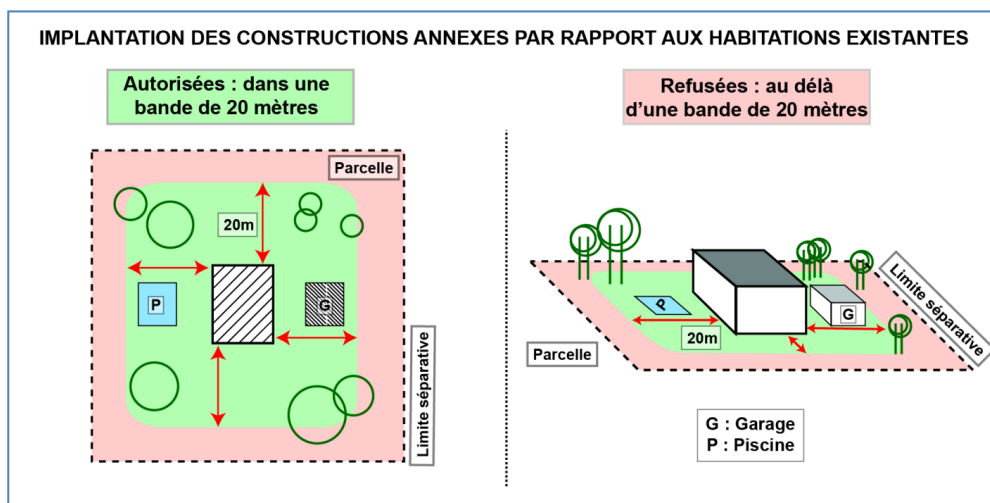 IMPLANTATION DES CONSTRUCTIONS ANNEXES PAR RAPPORT AUX HABITATIONS EXISTANTES
Autorisées : dans une
bande de 20 mètres
Refusées : au délà
d'une bande de 20 mètres
Parcelle
20m
P
G
Limite séparative
P
G
20m
Parcelle
Limite séparative
G : Garage
P : Piscine